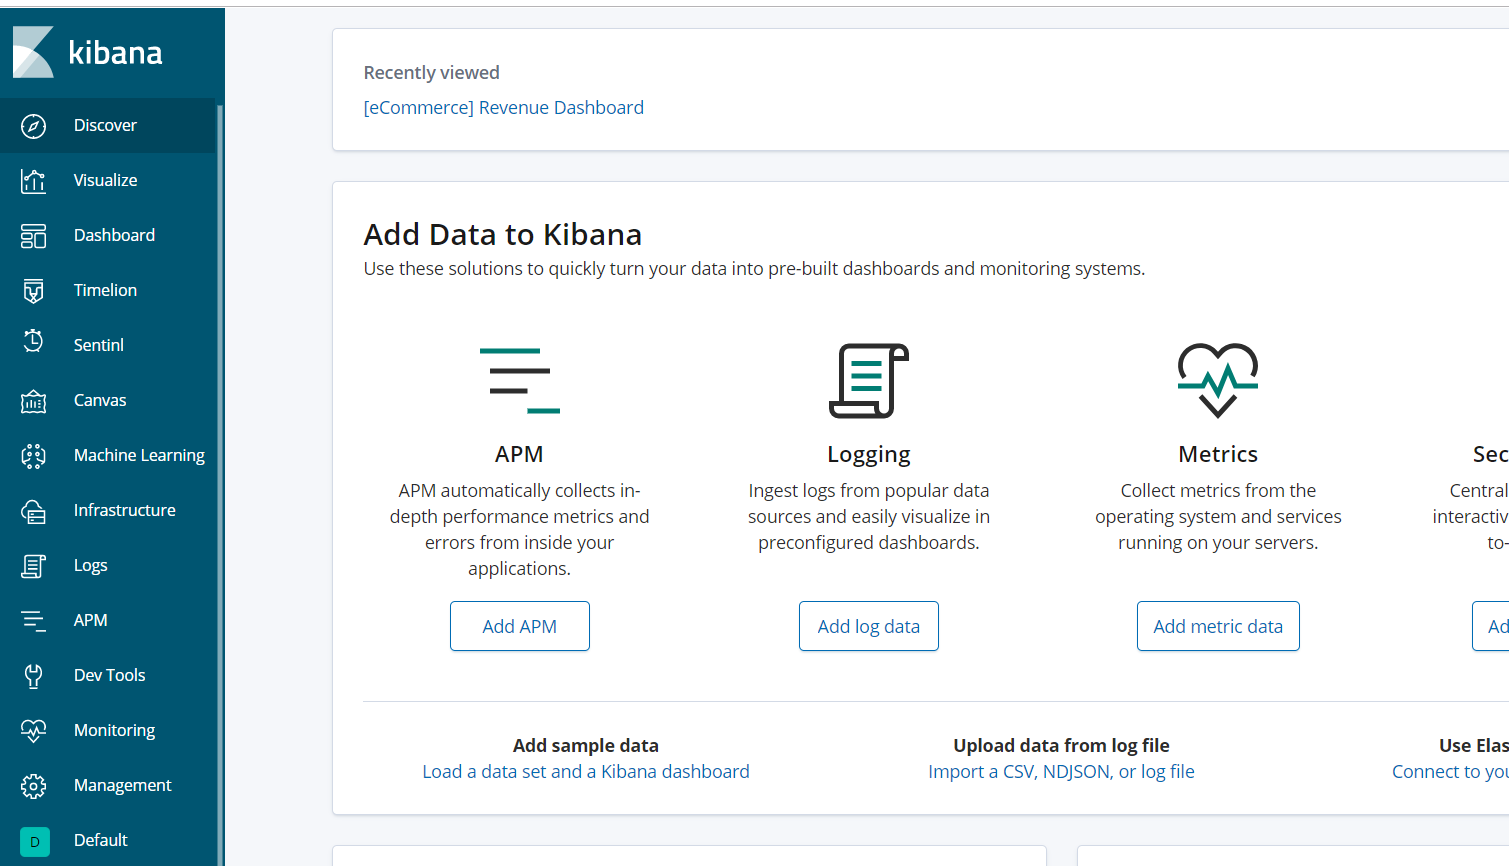 kibana
Discover
Visualize
Dashboard
Timelion
Sentinl
Canvas
Machine Learning
Infrastructure
Logs
APM
Dev Tools
Monitoring
Management
D
Default
Recently viewed
[eCommerce] Revenue Dashboard
Add Data to Kibana
Use these solutions to quickly turn your data into pre-built dashboards and monitoring systems.
APM
APM automatically collects in-
depth performance metrics and
errors from inside your
applications.
Add APM
Logging
Ingest logs from popular data
sources and easily visualize in
preconfigured dashboards.
Add log data
Metrics
Collect metrics from the
operating system and services
running on your servers.
Add metric data
Sec
Central
interactiv
to-
Ad
Add sample data
Load a data set and a Kibana dashboard
Upload data from log file
Import a CSV, NDJSON, or log file
Use Elas
Connect to you